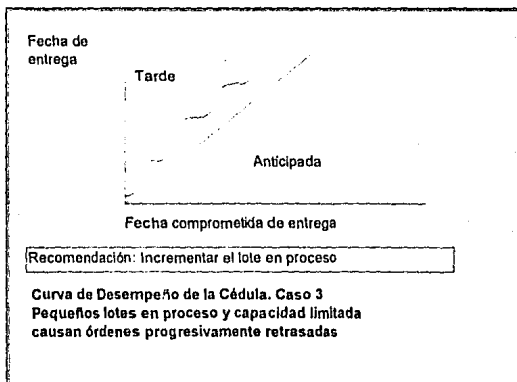 Fecha de
entrega
Tarde
Anticipada
Fecha comprometida de entrega
Recomendación: Incrementar el lote en proceso
Curva de Desempeño de la Cédula. Caso 3
Pequeños lotes en proceso y capacidad limitada
causan órdenes progresivamente retrasadas